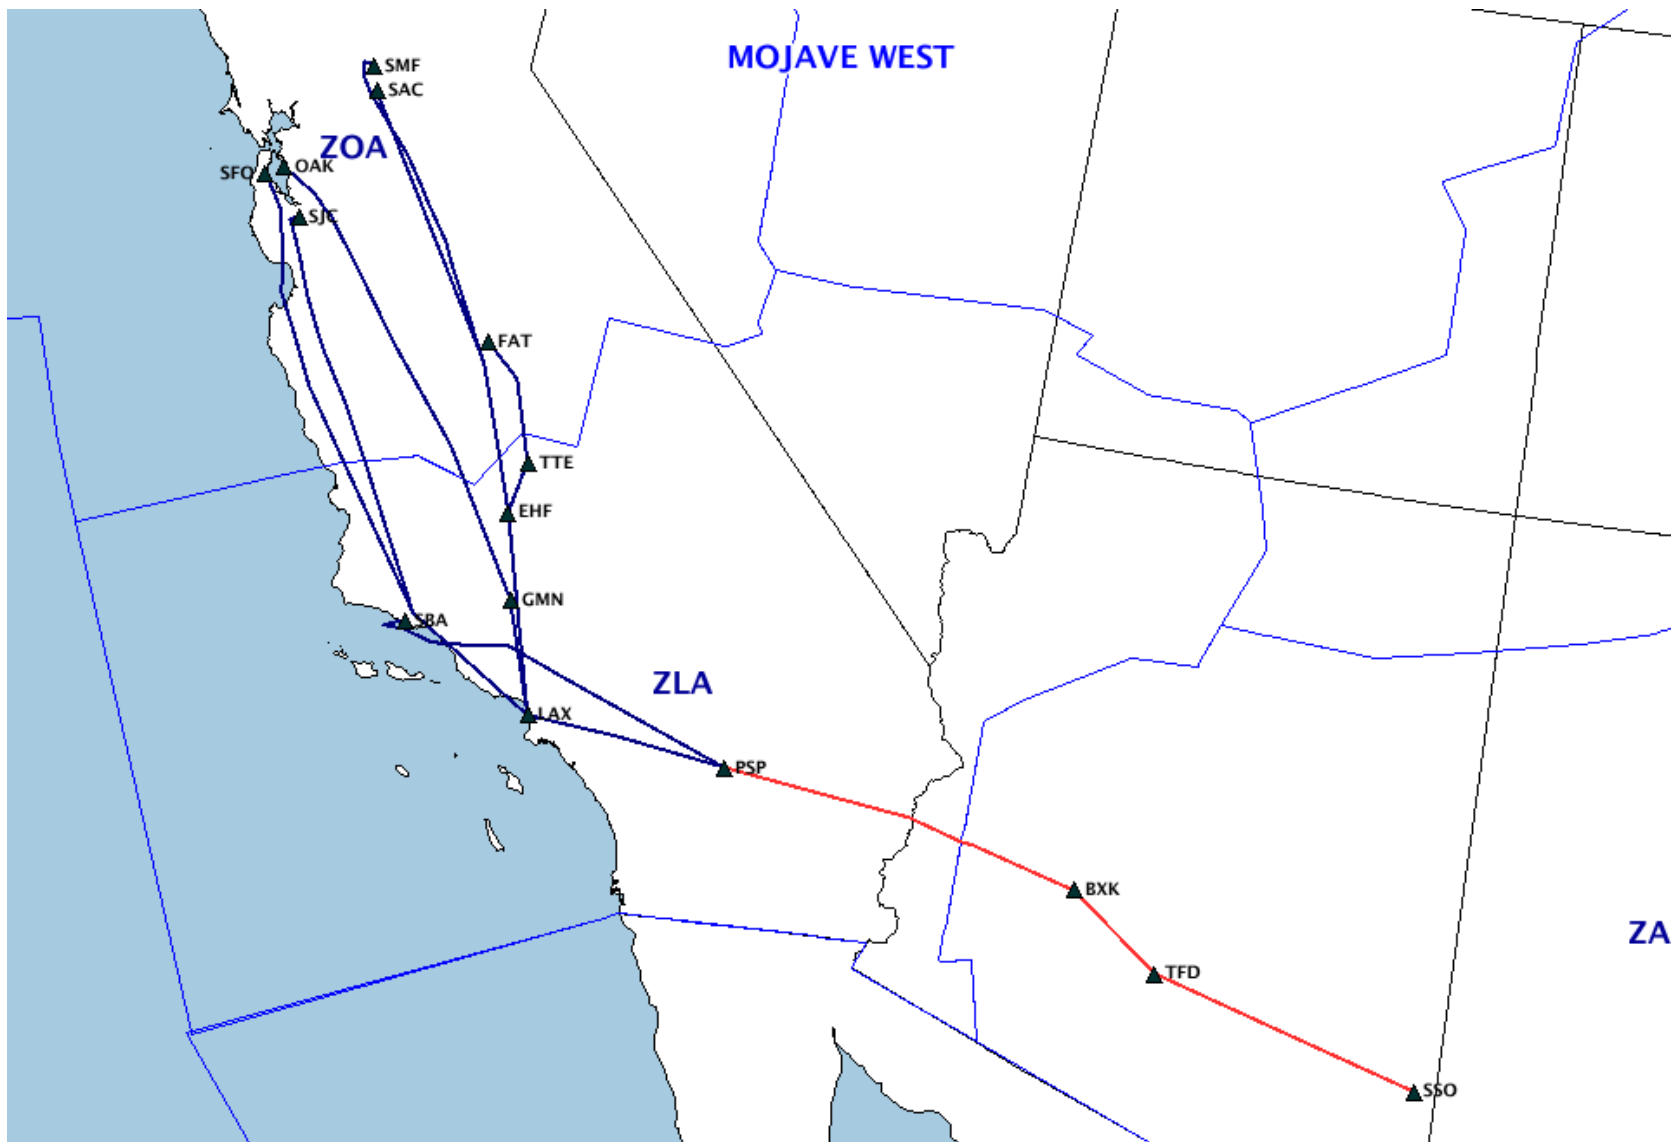 MOJAVE WEST
SMF
SAC
ZOA
SFO
OAK
SJC
FAT
TTE
EHF
GMN
SBA
ZLA
LAX
PSP
BXK
ZA
TFD
SSO